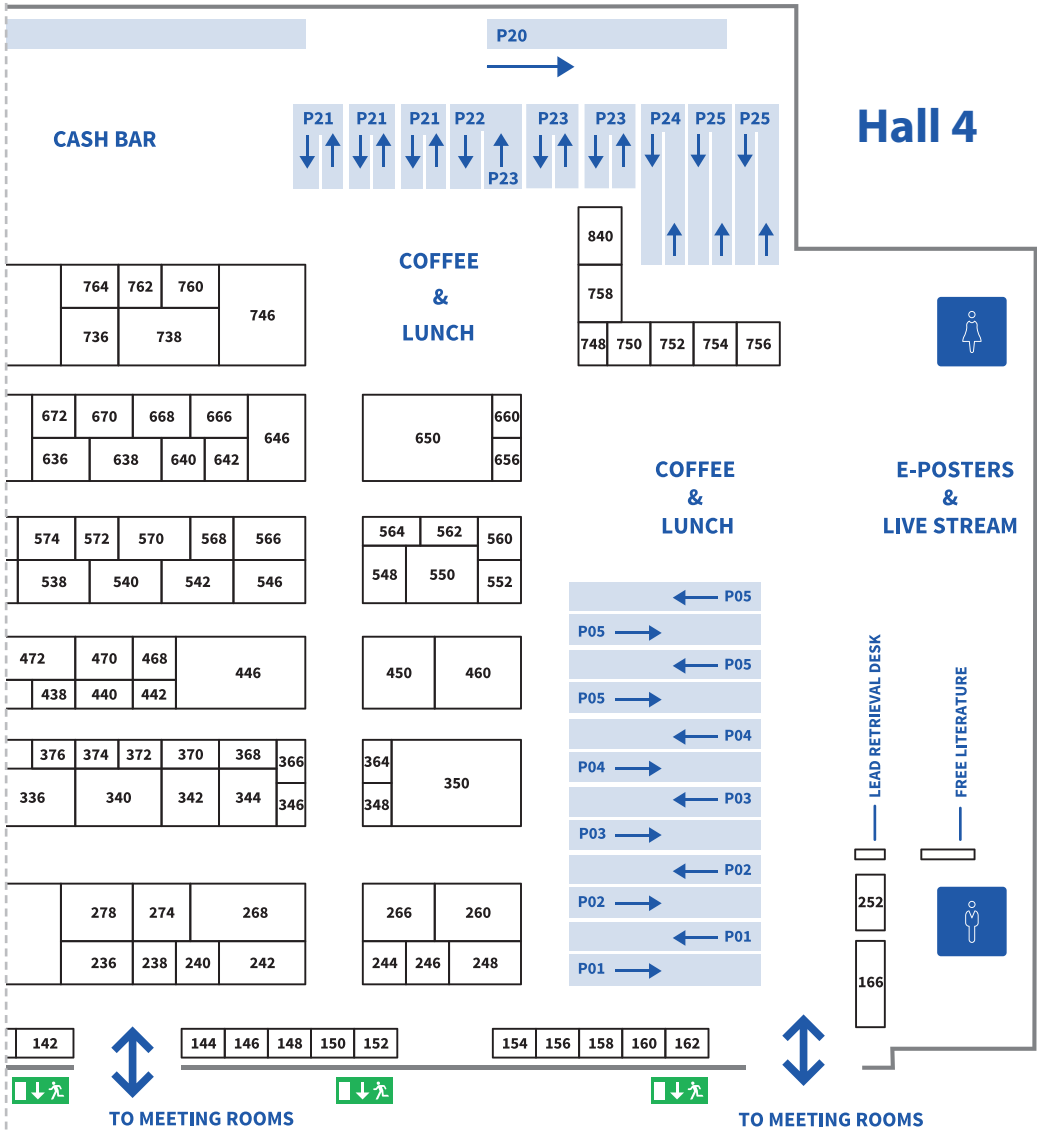 P20
P21 P21 P21 P22 P23 P23 P24 P25 P25
Hall 4
CASH BAR
P23
840
COFFEE
&
LUNCH
764 762 760
746
758
736 738
748 750 752 754 756
672 670 668 666
646
650
660
636 638 640 642
656
COFFEE
&
LUNCH
E-POSTERS
&
LIVE STREAM
574 572 570 568 566
564 562 560
538 540 542 546
548 550 552
P05
P05
P05
P05
P04
P04
P03
P03
P02
P02
P01
P01
472 470 468
446
450 460
438 440 442
LEAD RETRIEVAL DESK
FREE LITERATURE
376 374 372 370 368 366
364
350
336 340 342 344 346
348
278 274 268
266 260
252
236 238 240 242
244 246 248
166
142
144 146 148 150 152
154 156 158 160 162
TO MEETING ROOMS
TO MEETING ROOMS